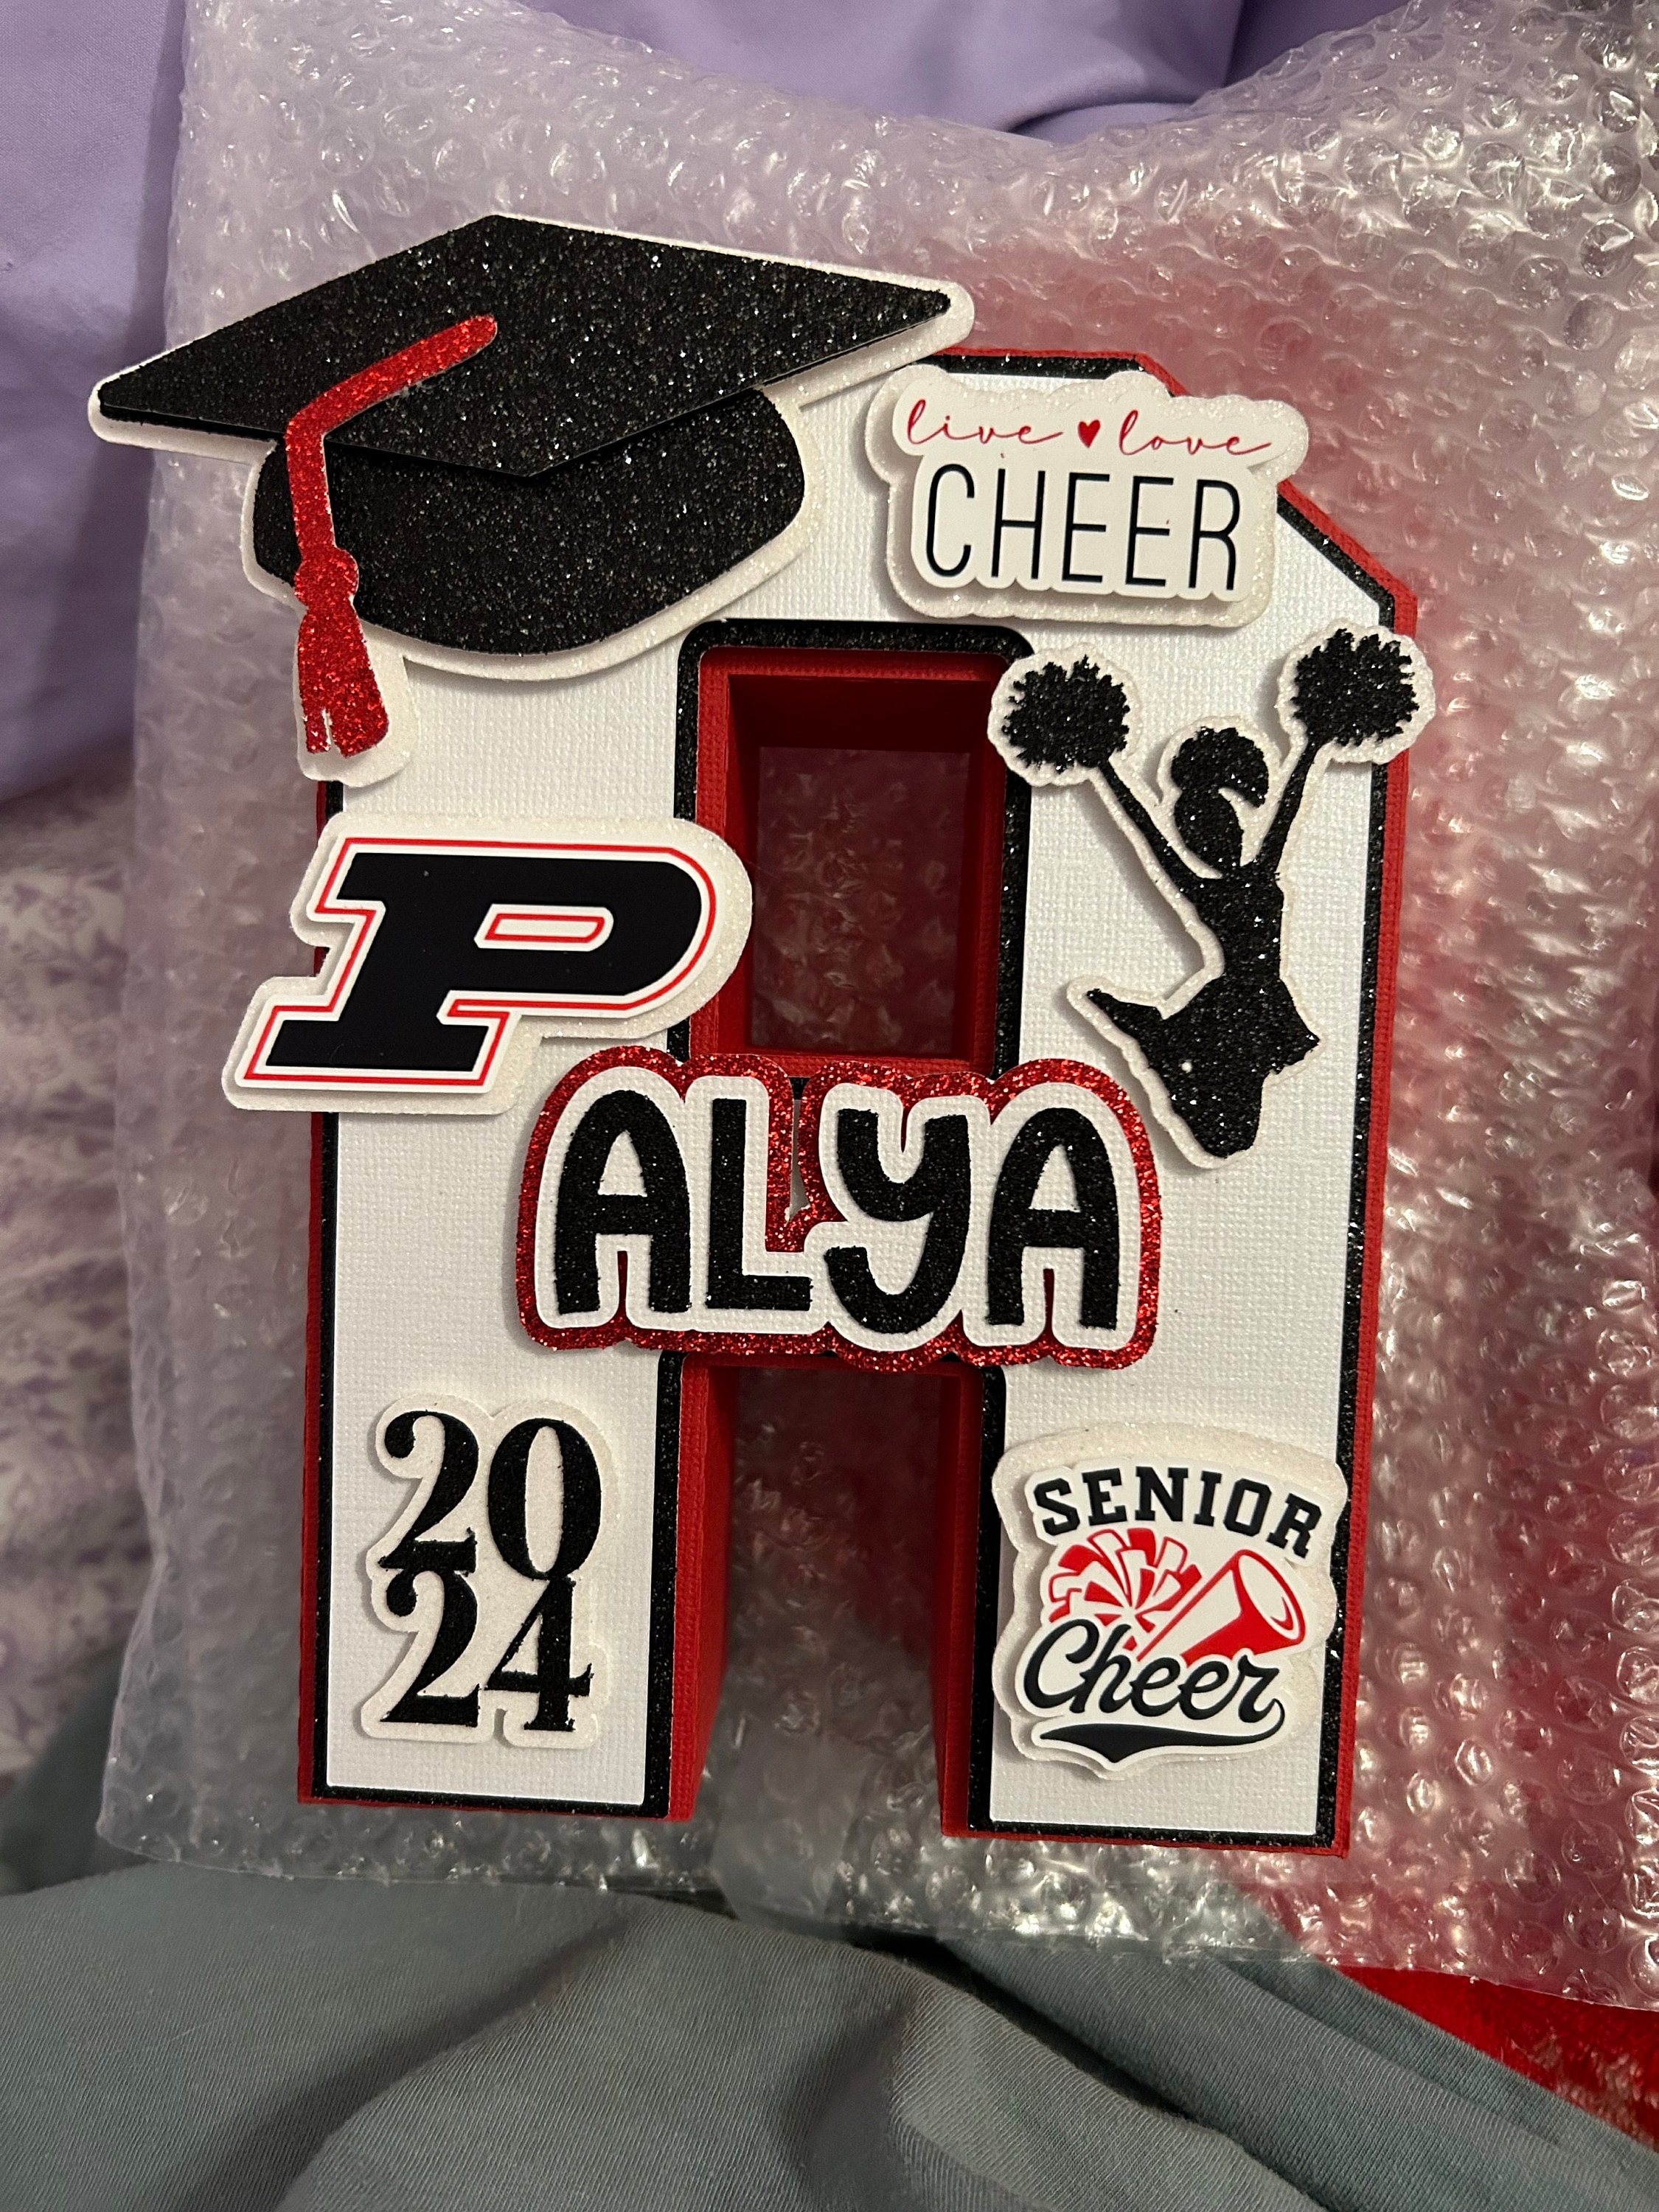 live love
CHEER
P
ALYA
20
24
SENIOR
Cheer